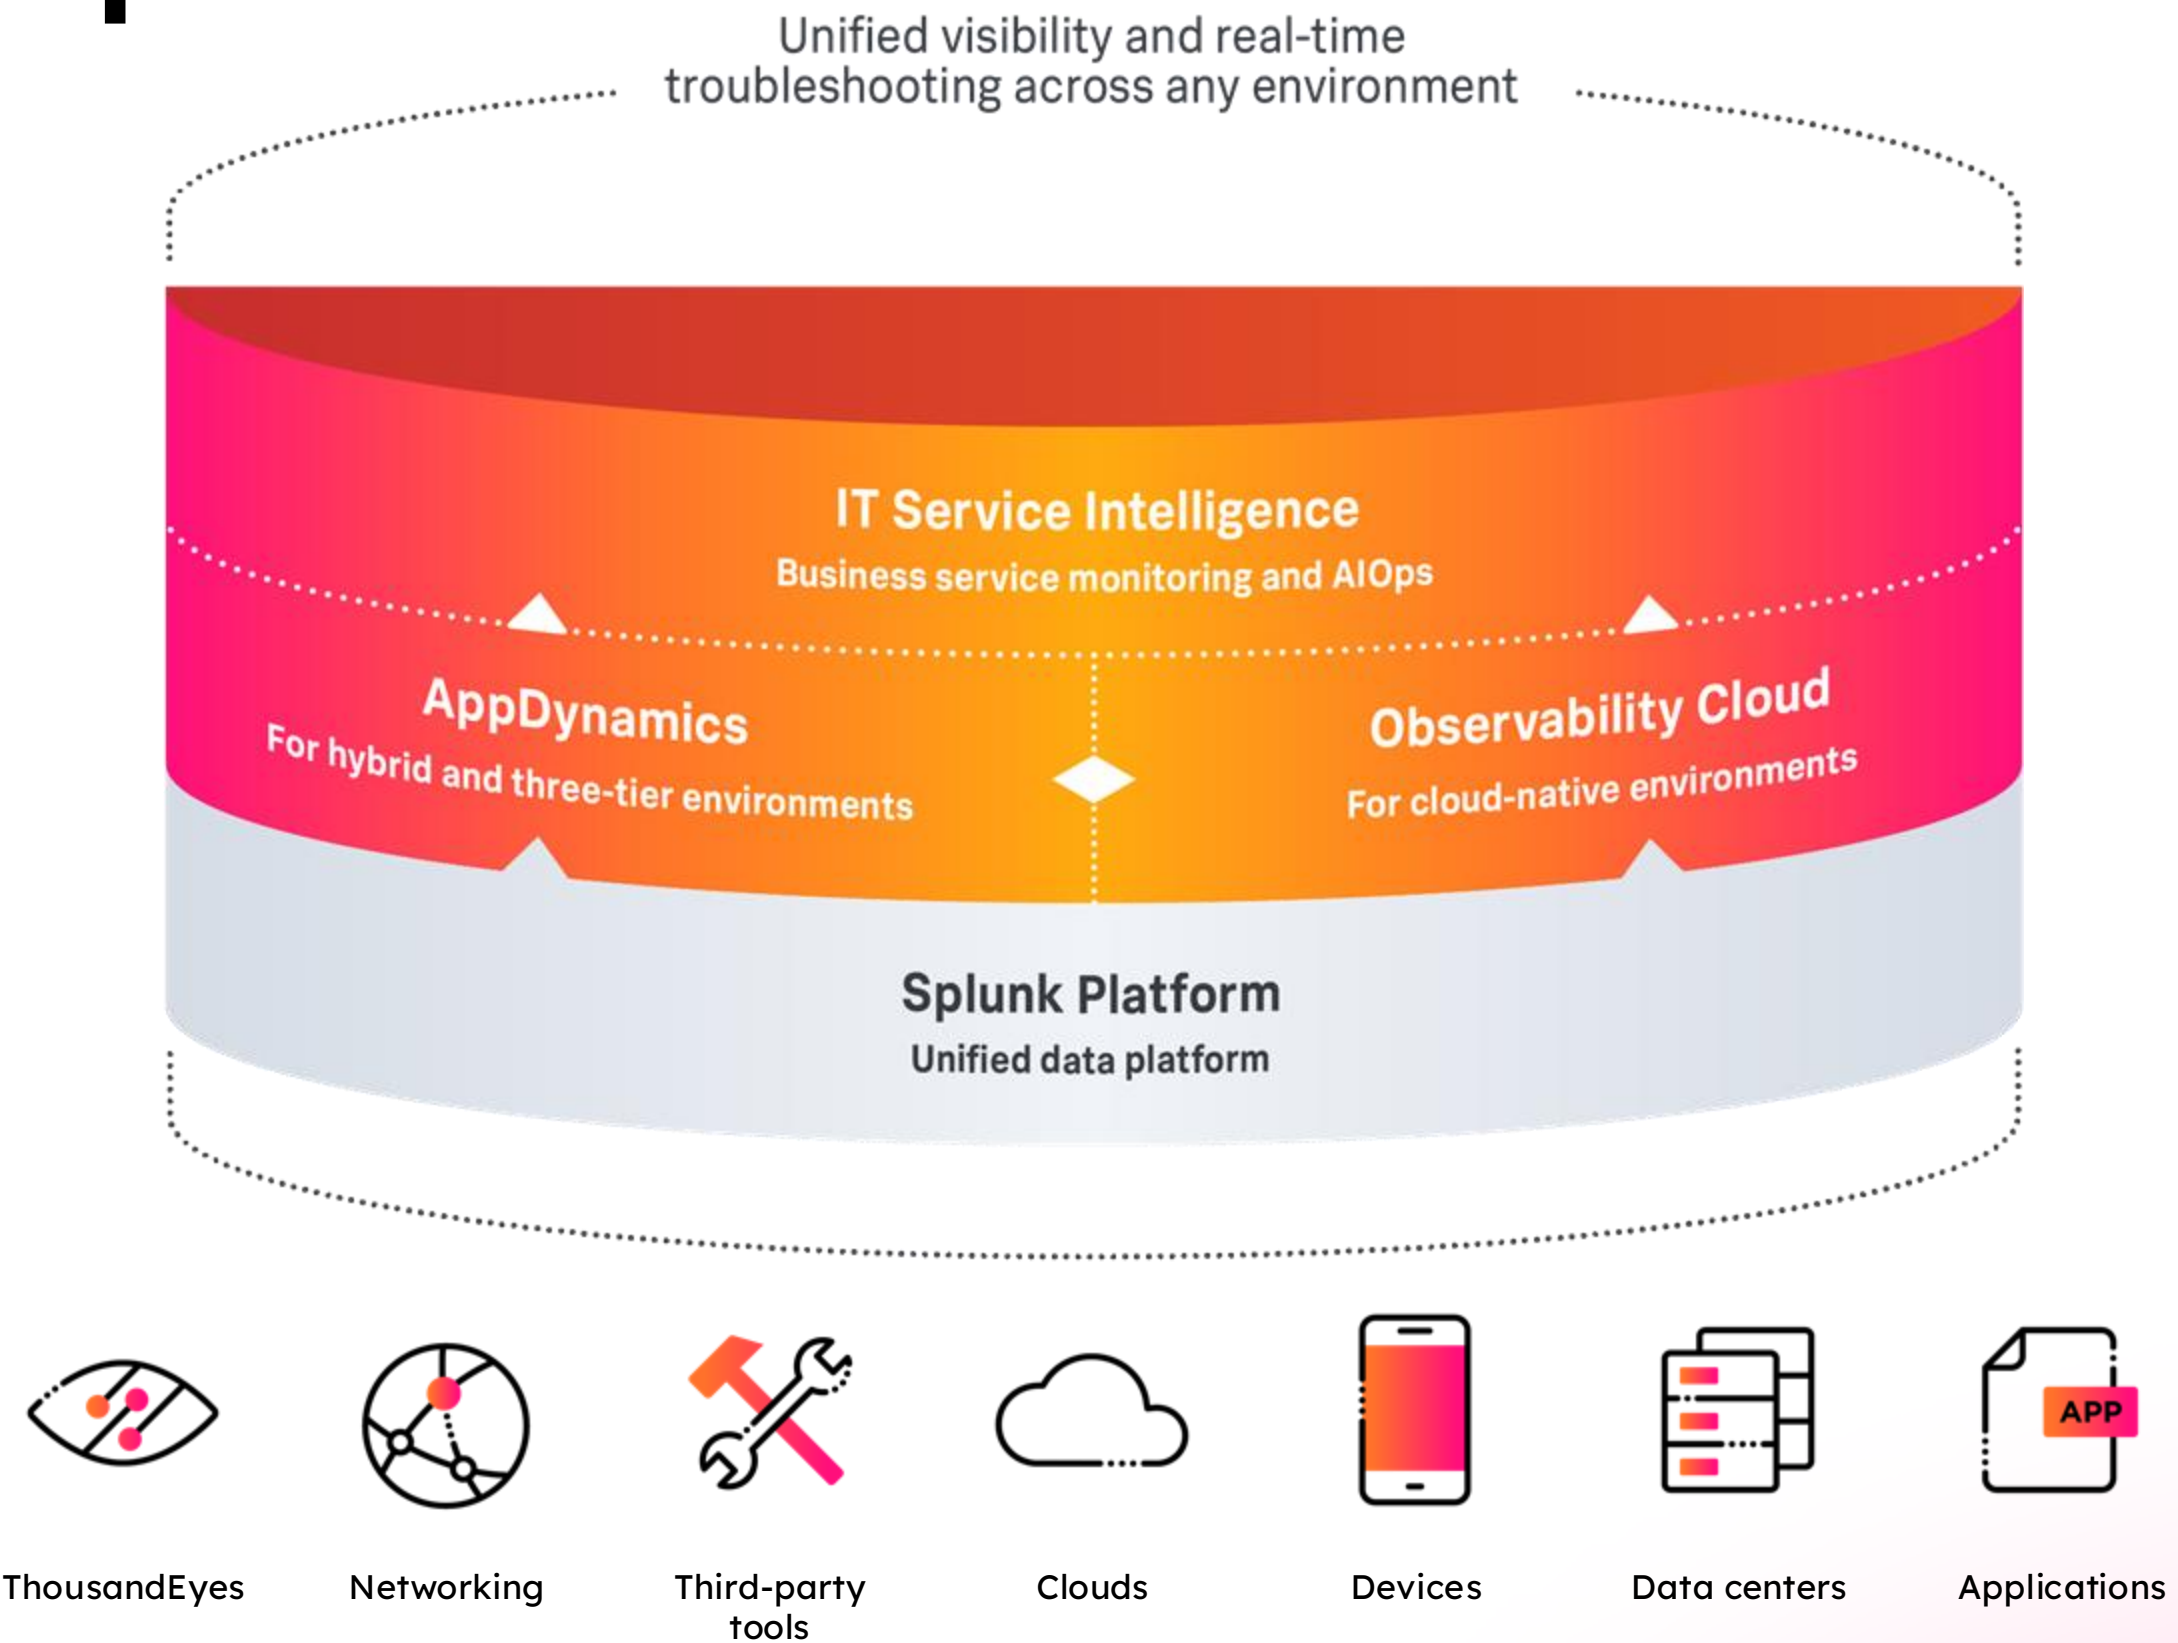 Unified visibility and real-time
troubleshooting across any environment
IT Service Intelligence
Business service monitoring and AIOps
AppDynamics
For hybrid and three-tier environments
Observability Cloud
For cloud-native environments
Splunk Platform
Unified data platform
APP
ThousandEyes
Networking
Third-party
tools
Clouds
Devices
Data centers
Applications